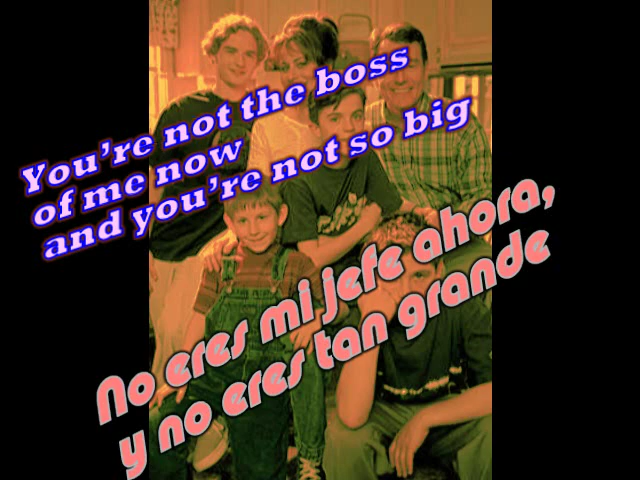 You're not the boss
of me now
and you're not so big
No eres mi jefe ahora,
y no eres tan grande